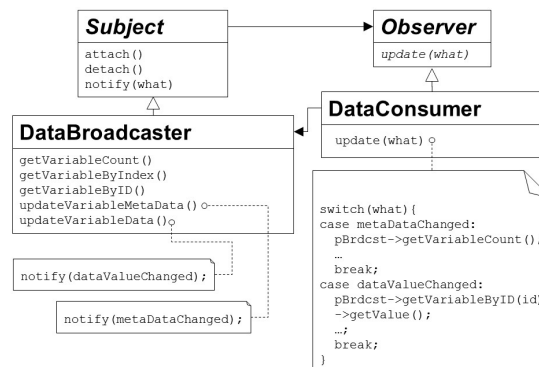 Subject
attach()
detach()
notify(what)
Observer
update(what)
DataBroadcaster
getVariableCount()
getVariableByIndex()
getVariableByID()
updateVariableMetaData()
updateVariableData()
DataConsumer
update(what)
notify(dataValueChanged);
notify(metaDataChanged);
switch(what){
case metaDataChanged:
pBrdcst->getVariableCount();
…
break;
case dataValueChanged:
pBrdcst->getVariableByID(id)
->getValue();
…;
break;
}